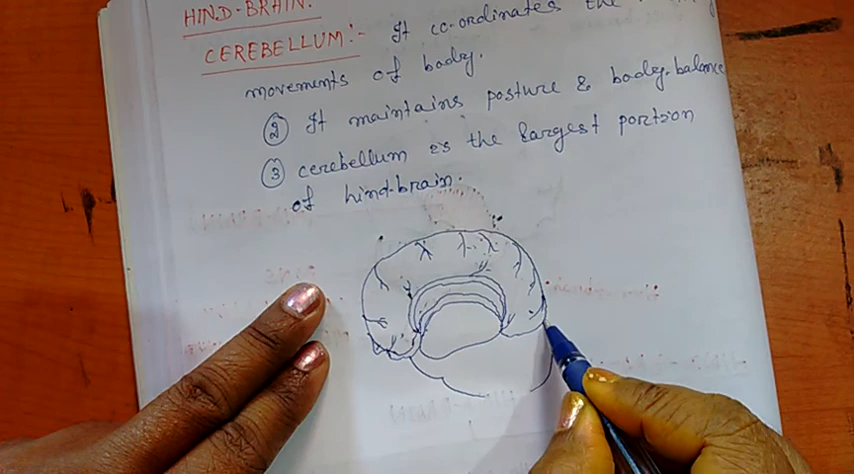 HIND-BRAIN.
CEREBELLUM:- It co-ordinates the
movements of body.
② It maintains posture & body-balance
③ cerebellum is the largest portion
of hind-brain.